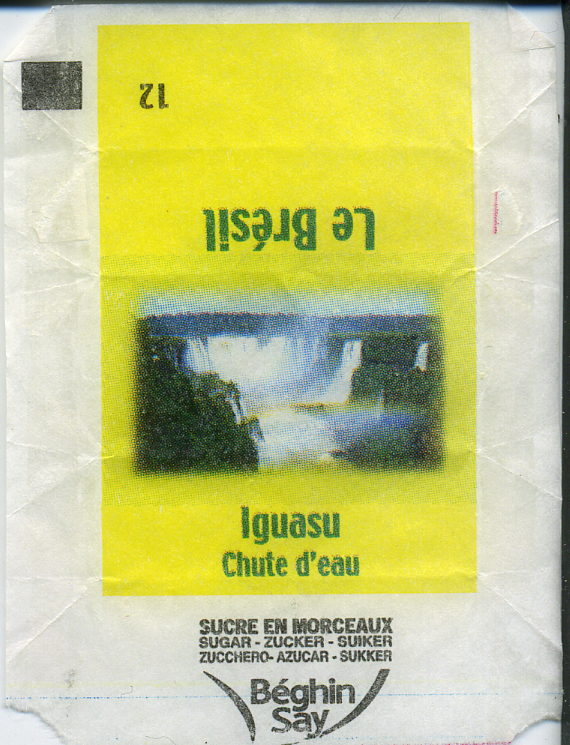 12
Le Brésil
Iguasu
Chute d'eau
SUCRE EN MORCEAUX
SUGAR - ZUCKER - SUIKER
ZUCCHERO- AZUCAR - SUKKER
Béghin
Say